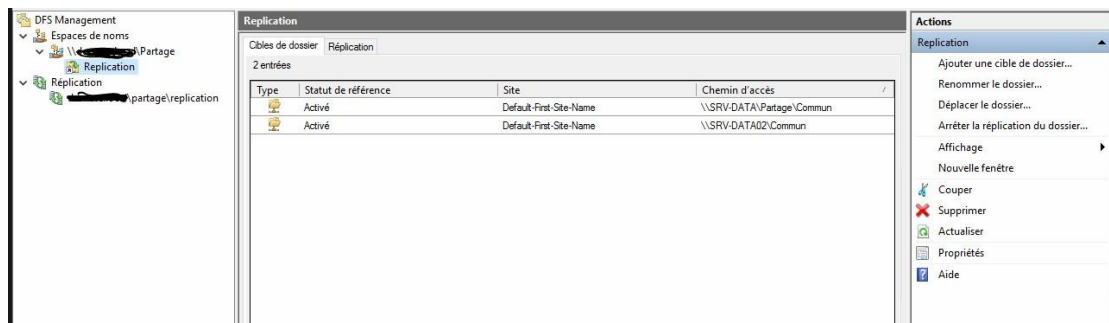 DFS Management
Espaces de noms
\\ \Partage
Replication
Réplication
\partage\replication
Replication
Cibles de dossier Réplication
2 entrées
Type Statut de référence Site Chemin d'accès
Activé Default-First-Site-Name \\SRV-DATA\Partage\Commun
Activé Default-First-Site-Name \\SRV-DATA02\Commun
Actions
Replication
Ajouter une cible de dossier...
Renommer le dossier...
Déplacer le dossier...
Arrêter la réplication du dossier...
Affichage
Nouvelle fenêtre
Couper
Supprimer
Actualiser
Propriétés
Aide